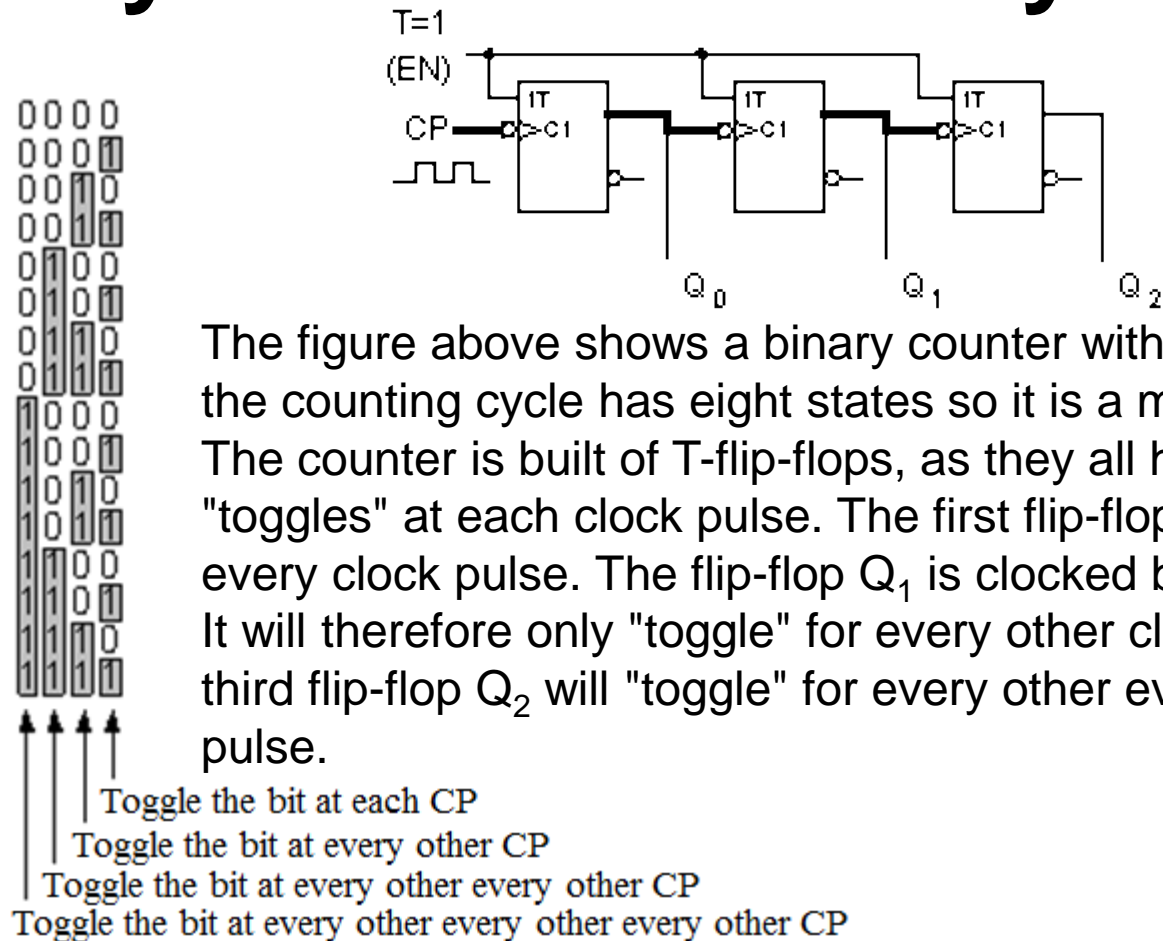 T=1
(EN)
1T 1T 1T
CP C1 C1 C1
Q0 Q1 Q2
0000
0001
0010
0011
0100
0101
0110
0111
1000
1001
1010
1011
1100
1101
1110
1111
The figure above shows a binary counter with
the counting cycle has eight states so it is a
The counter is built of T-flip-flops, as they all
"toggles" at each clock pulse. The first flip-flop
every clock pulse. The flip-flop Q1 is clocked
It will therefore only "toggle" for every other
third flip-flop Q2 will "toggle" for every other
pulse.
Toggle the bit at each CP
Toggle the bit at every other CP
Toggle the bit at every other every other CP
Toggle the bit at every other every other every other CP